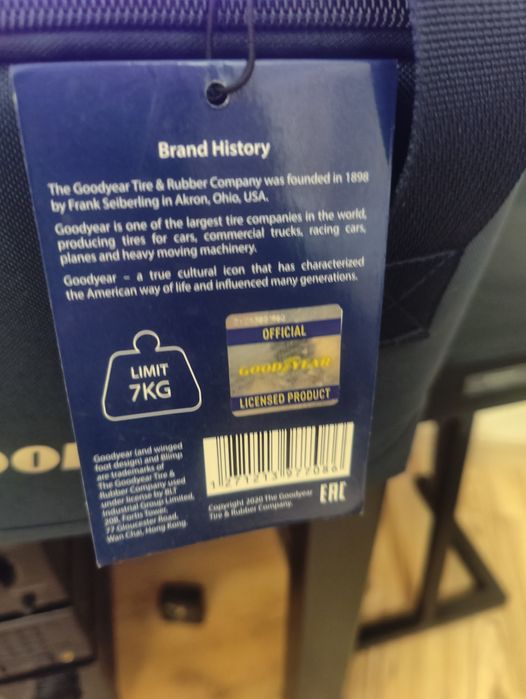 Brand History
The Goodyear Tire & Rubber Company was founded in 1898
by Frank Seiberling in Akron, Ohio, USA.
Goodyear is one of the largest tire companies in the world,
producing tires for cars, commercial trucks, racing cars,
planes and heavy moving machinery.
Goodyear – a true cultural icon that has characterized
the American way of life and influenced many generations.
LIMIT
7KG
OFFICIAL
GOODYEAR
LICENSED PRODUCT
Goodyear (and winged
foot design) and Blimp
are trademarks of
The Goodyear Tire &
Rubber Company used
under license by BLT
Industrial Group Limited,
20B, Fortis Tower,
77 Gloucester Road,
Wan Chai, Hong Kong.
1 271213 977086
Copyright 2020 The Goodyear
Tire & Rubber Company.
EAC